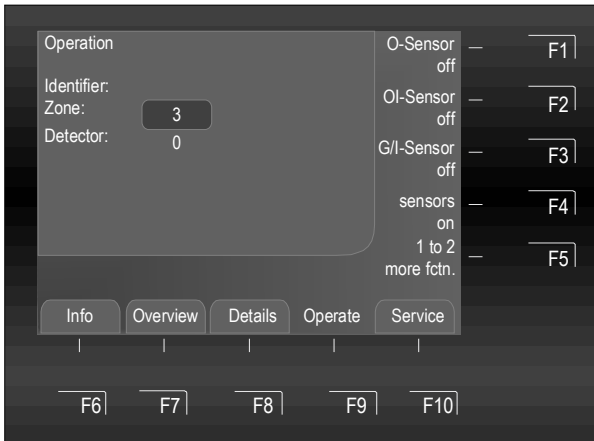 Operation
Identifier:
Zone: 3
Detector: 0
O-Sensor
off
F1
OI-Sensor
off
F2
G/I-Sensor
off
F3
sensors
on
F4
1 to 2
more fctn.
F5
Info Overview Details Operate Service
F6 F7 F8 F9 F10